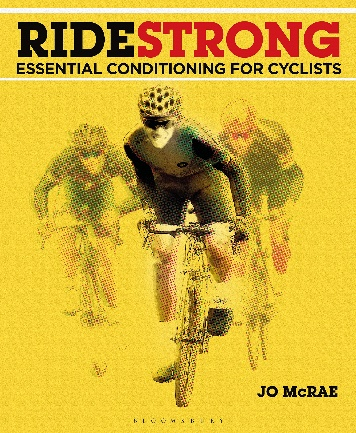 RIDESTRONG
ESSENTIAL CONDITIONING FOR CYCLISTS
JO McRAE
BLOOMSBURY